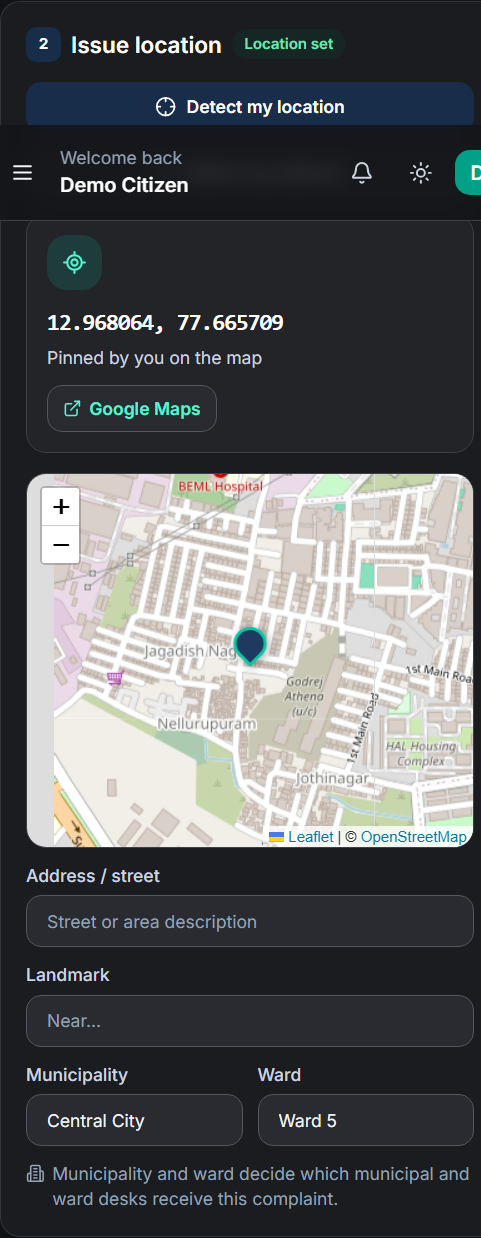 2 Issue location Location set
Detect my location
Welcome back
Demo Citizen
12.968064, 77.665709
Pinned by you on the map
Google Maps
+
−
BEML Hospital
Jagadish Nag
Godrej
Athena
(u/c)
1st Main Roa
1st Main Road
Nellurupuram
HAL Housing
Complex
Jothinagar
Leaflet | © OpenStreetMap
Address / street
Street or area description
Landmark
Near...
Municipality Ward
Central City Ward 5
Municipality and ward decide which municipal and
ward desks receive this complaint.